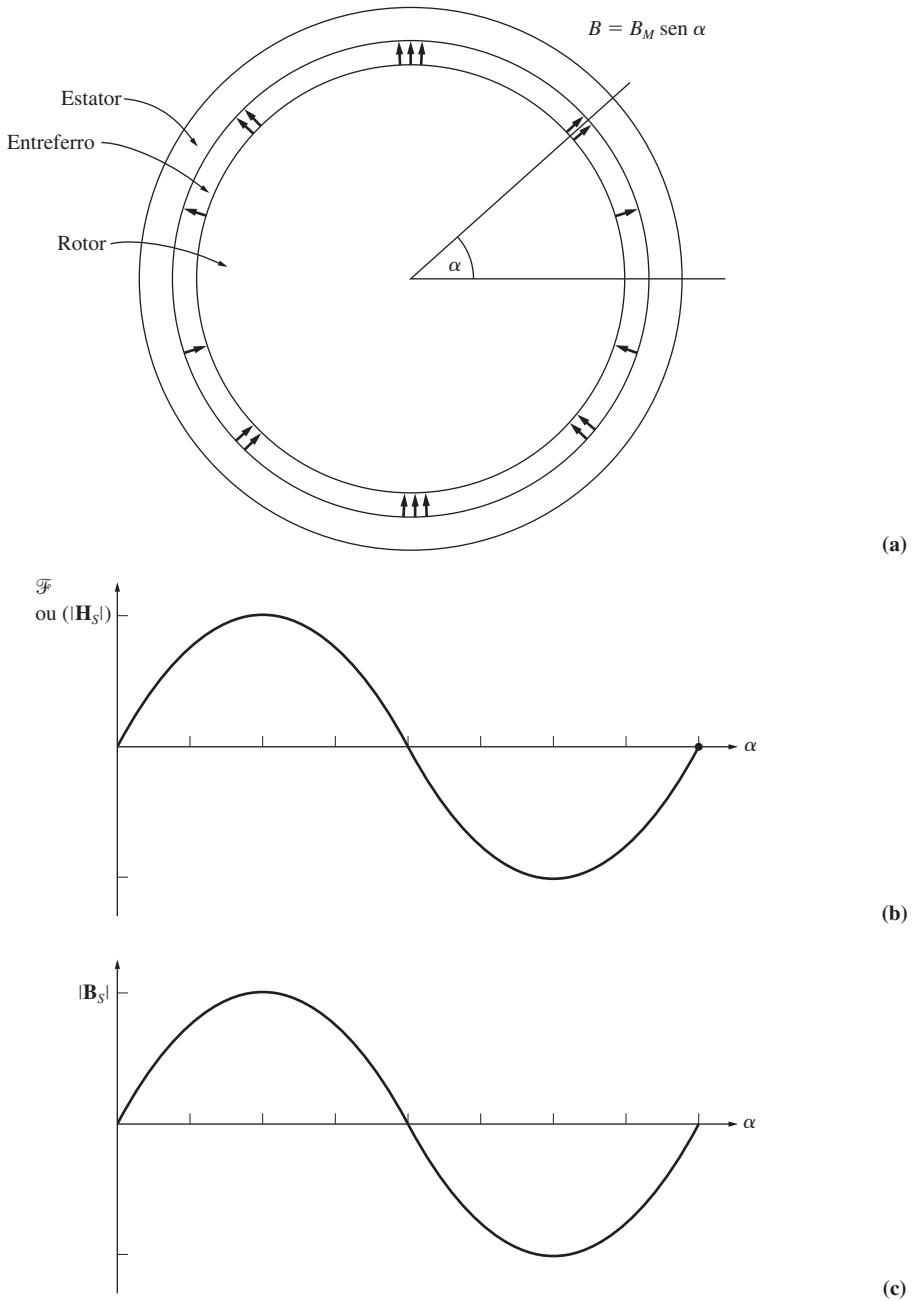 B = B_M sen α
Estator
Entreferro
Rotor
α
(a)
ℱ
ou (|H_S|)
α
(b)
|B_S|
α
(c)